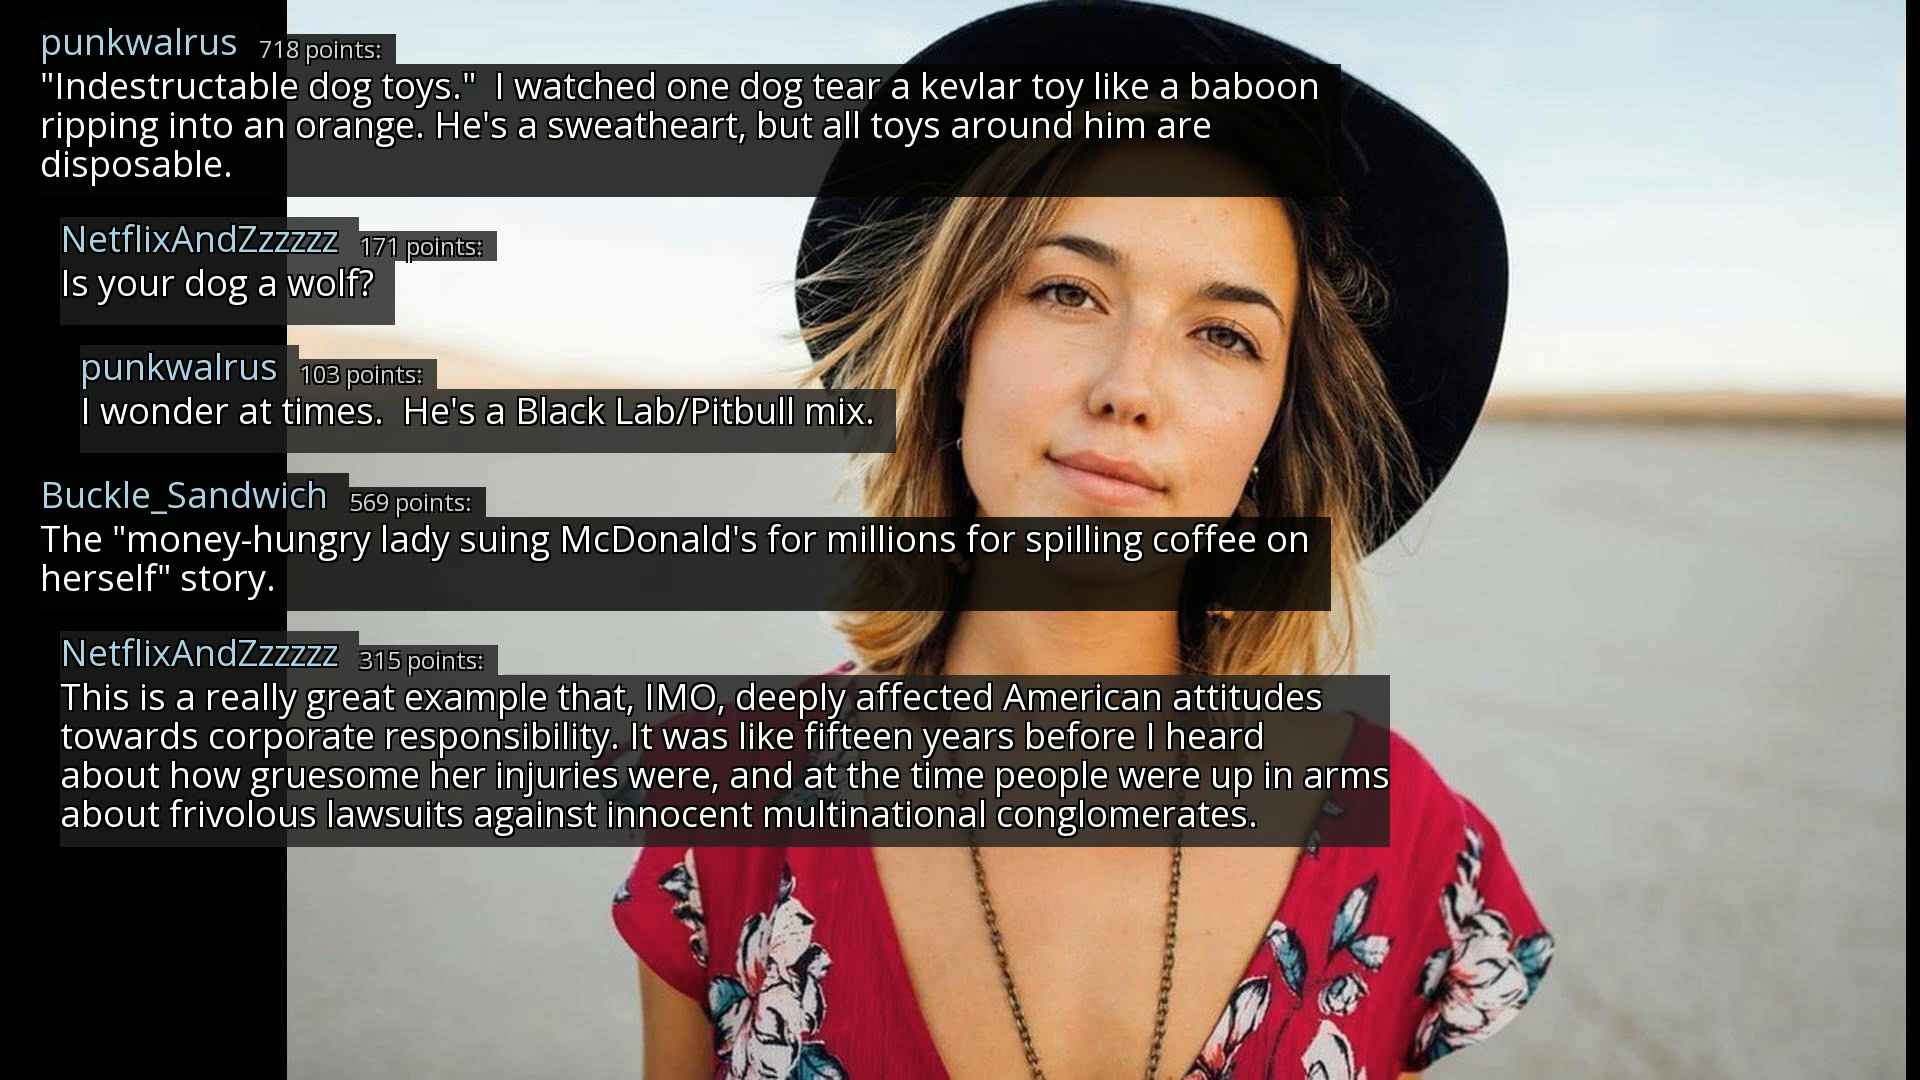 punkwalrus 718 points:
"Indestructable dog toys."  I watched one dog tear a kevlar toy like a baboon
ripping into an orange. He's a sweatheart, but all toys around him are
disposable.
NetflixAndZzzzzz 171 points:
Is your dog a wolf?
punkwalrus 103 points:
I wonder at times.  He's a Black Lab/Pitbull mix.
Buckle_Sandwich 569 points:
The "money-hungry lady suing McDonald's for millions for spilling coffee on
herself" story.
NetflixAndZzzzzz 315 points:
This is a really great example that, IMO, deeply affected American attitudes
towards corporate responsibility. It was like fifteen years before I heard
about how gruesome her injuries were, and at the time people were up in arms
about frivolous lawsuits against innocent multinational conglomerates.